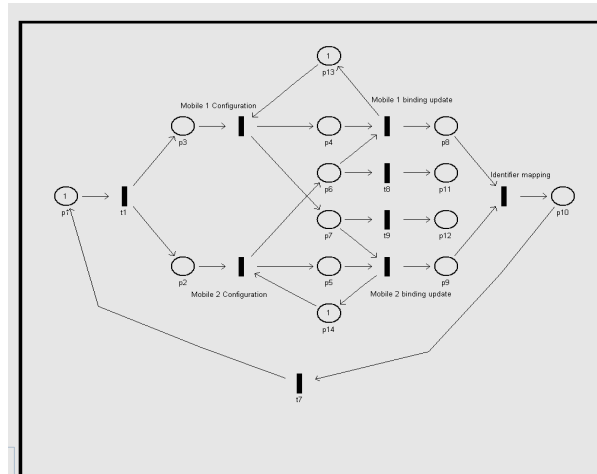 1
p13
Mobile 1 Configuration
Mobile 1 binding update
p3
p4
p8
p6
t8
p11
Identifier mapping
1
p1
t1
p10
p7
t9
p12
p2
p5
p9
Mobile 2 Configuration
Mobile 2 binding update
1
p14
t7